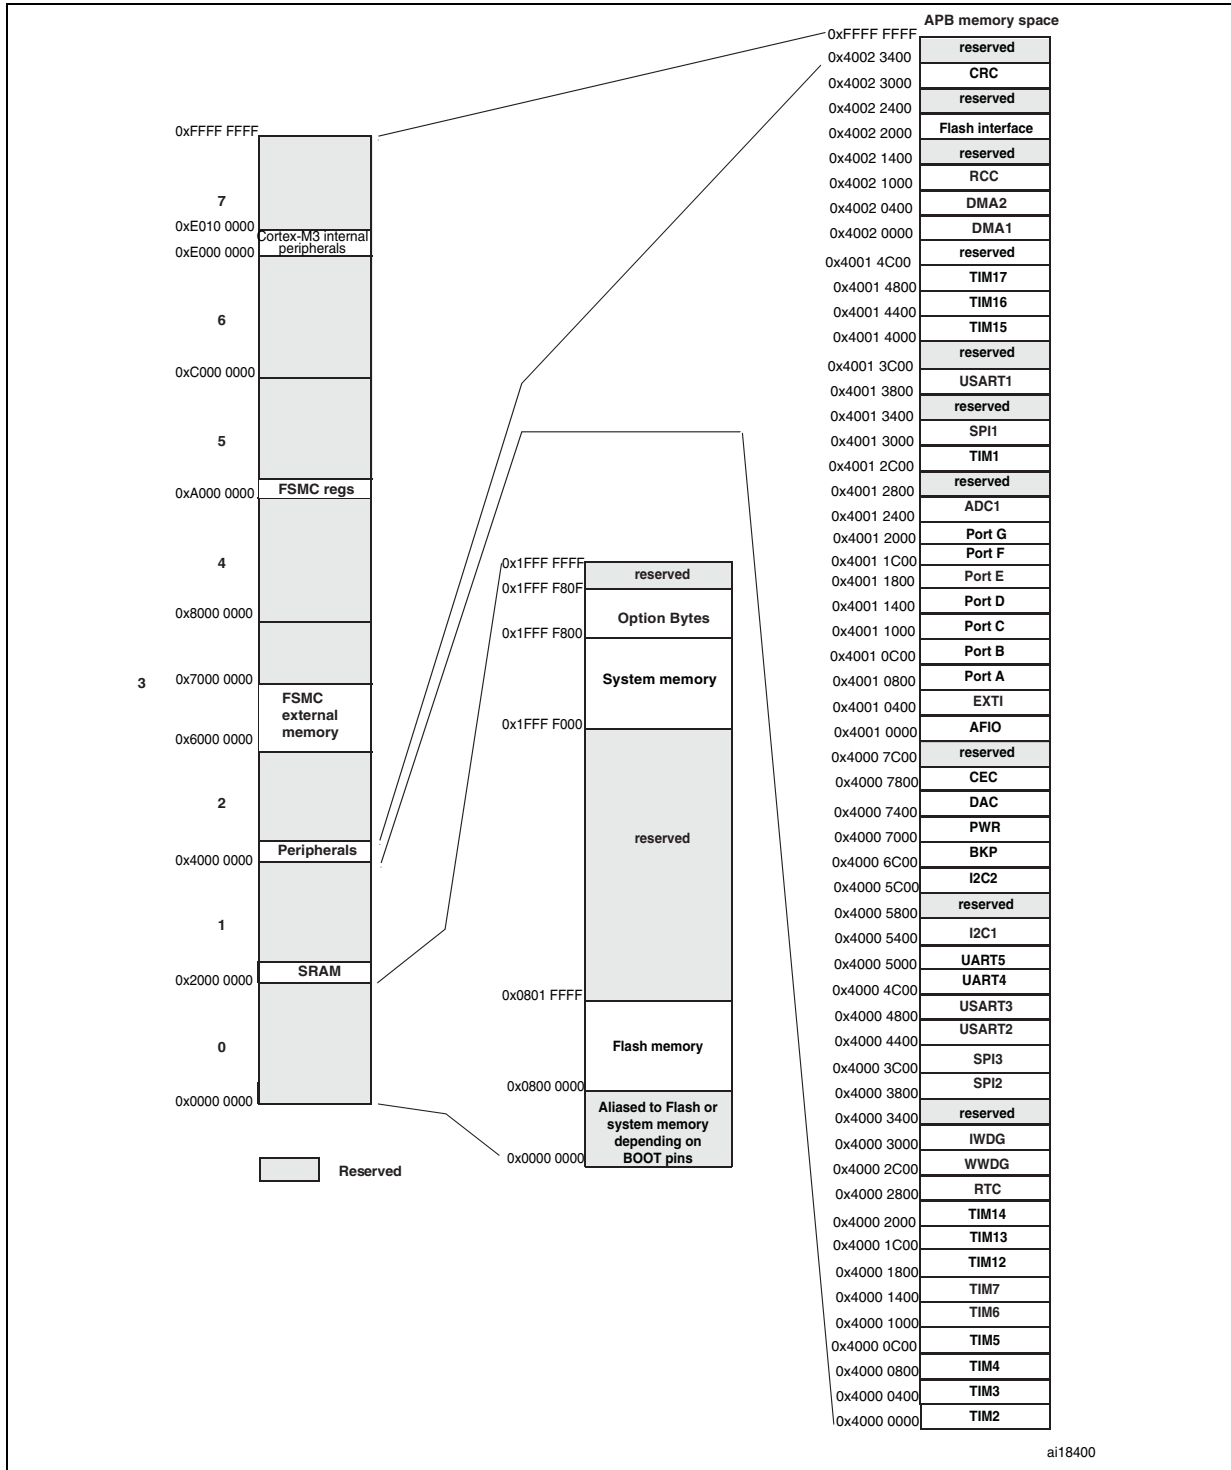 APB memory space
0xFFFF FFFF
reserved
0x4002 3400
CRC
0x4002 3000
reserved
0x4002 2400
Flash interface
0x4002 2000
reserved
0x4002 1400
RCC
0x4002 1000
DMA2
0x4002 0400
DMA1
0x4002 0000
reserved
0x4001 4C00
TIM17
0x4001 4800
TIM16
0x4001 4400
TIM15
0x4001 4000
reserved
0x4001 3C00
USART1
0x4001 3800
reserved
0x4001 3400
SPI1
0x4001 3000
TIM1
0x4001 2C00
reserved
0x4001 2800
ADC1
0x4001 2400
Port G
0x4001 2000
Port F
0x4001 1C00
Port E
0x4001 1800
Port D
0x4001 1400
Port C
0x4001 1000
Port B
0x4001 0C00
Port A
0x4001 0800
EXTI
0x4001 0400
AFIO
0x4001 0000
reserved
0x4000 7C00
CEC
0x4000 7800
DAC
0x4000 7400
PWR
0x4000 7000
BKP
0x4000 6C00
I2C2
0x4000 5C00
reserved
0x4000 5800
I2C1
0x4000 5400
UART5
0x4000 5000
UART4
0x4000 4C00
USART3
0x4000 4800
USART2
0x4000 4400
SPI3
0x4000 3C00
SPI2
0x4000 3800
reserved
0x4000 3400
IWDG
0x4000 3000
WWDG
0x4000 2C00
RTC
0x4000 2800
TIM14
0x4000 2000
TIM13
0x4000 1C00
TIM12
0x4000 1800
TIM7
0x4000 1400
TIM6
0x4000 1000
TIM5
0x4000 0C00
TIM4
0x4000 0800
TIM3
0x4000 0400
TIM2
0x4000 0000
0xFFFF FFFF
7
0xE010 0000
Cortex-M3 internal
peripherals
0xE000 0000
6
0xC000 0000
5
FSMC regs
0xA000 0000
4
0x8000 0000
3
0x7000 0000
FSMC
external
memory
0x6000 0000
2
Peripherals
0x4000 0000
1
SRAM
0x2000 0000
0
0x0000 0000
Reserved
0x1FFF FFFF
reserved
0x1FFF F80F
Option Bytes
0x1FFF F800
System memory
0x1FFF F000
reserved
0x0801 FFFF
Flash memory
0x0800 0000
Aliased to Flash or
system memory
depending on
BOOT pins
0x0000 0000
ai18400